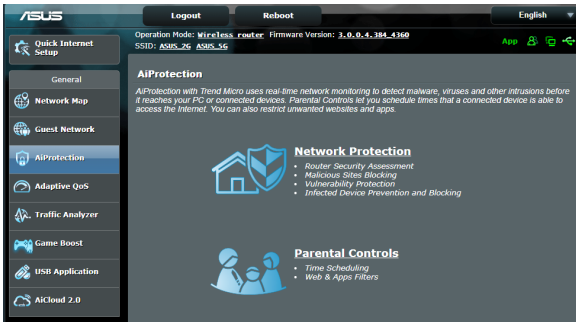 ASUS
Logout
Reboot
English
Quick Internet
Setup
Operation Mode: Wireless router Firmware Version: 3.0.0.4.384_4360
SSID: ASUS_2G ASUS_5G
App
General
Network Map
Guest Network
AiProtection
Adaptive QoS
Traffic Analyzer
Game Boost
USB Application
AiCloud 2.0
AiProtection
AiProtection with Trend Micro uses real-time network monitoring to detect malware, viruses and other intrusions before
it reaches your PC or connected devices. Parental Controls let you schedule times that a connected device is able to
access the Internet. You can also restrict unwanted websites and apps.
Network Protection
• Router Security Assessment
• Malicious Sites Blocking
• Vulnerability Protection
• Infected Device Prevention and Blocking
Parental Controls
• Time Scheduling
• Web & Apps Filters